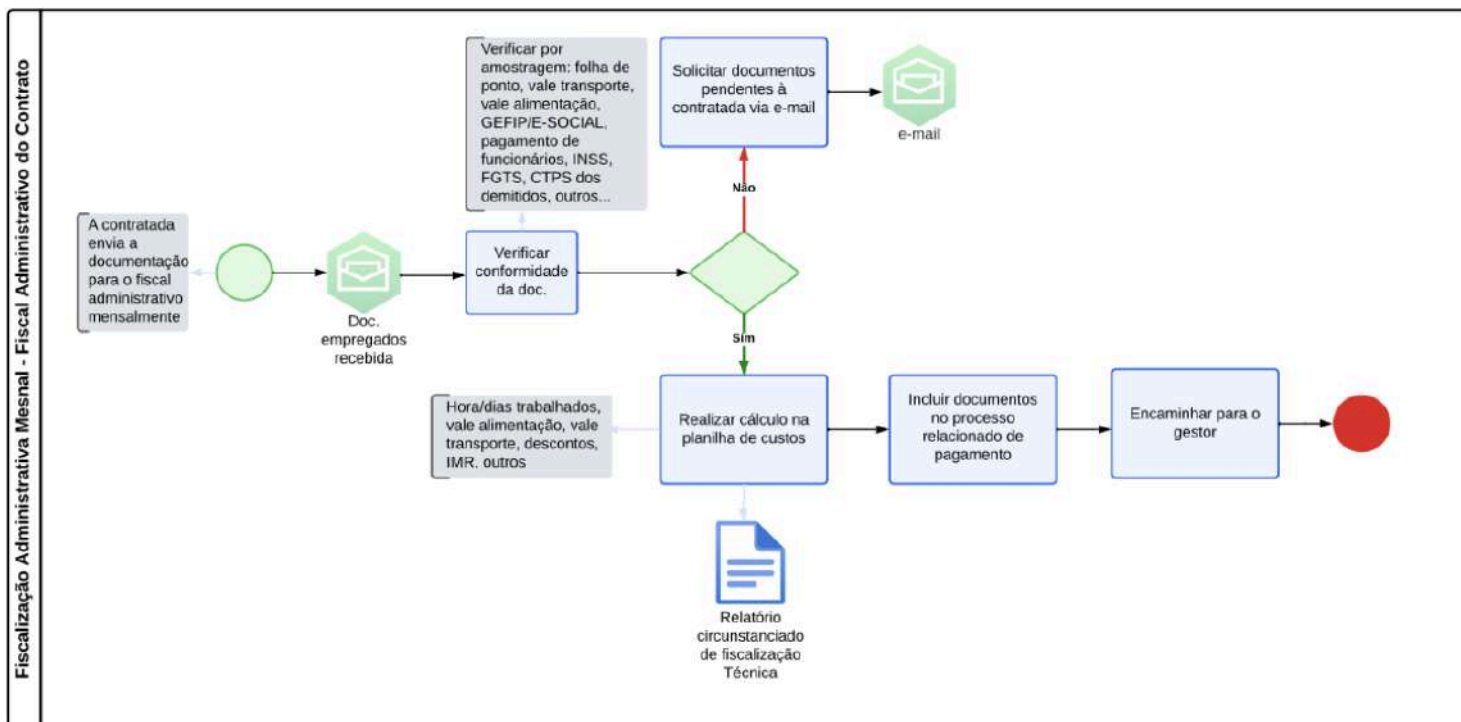 Fiscalização Administrativa Mesnal - Fiscal Administrativo do Contrato
A contratada
envia a
documentação
para o fiscal
administrativo
mensalmente
Doc.
empregados
recebida
Verificar por
amostragem: folha de
ponto, vale transporte,
vale alimentação,
GEFIP/E-SOCIAL,
pagamento de
funcionários, INSS,
FGTS, CTPS dos
demitidos, outros...
Verificar
conformidade
da doc.
Solicitar documentos
pendentes à
contratada via e-mail
e-mail
Não
Sim
Hora/dias trabalhados,
vale alimentação, vale
transporte, descontos,
IMR, outros
Realizar cálculo na
planilha de custos
Incluir documentos
no processo
relacionado de
pagamento
Encaminhar para o
gestor
Relatório
circunstanciado
de fiscalização
Técnica